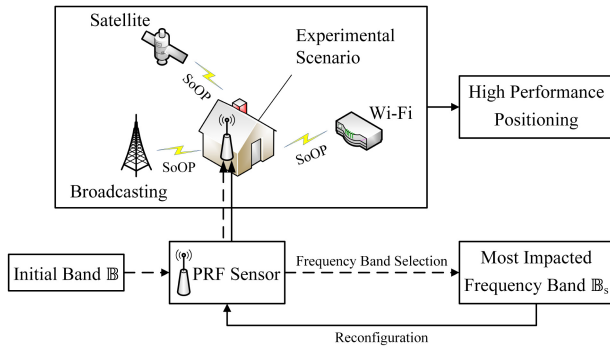 Satellite
Experimental
Scenario
SoOP
High Performance
Positioning
Wi-Fi
SoOP
SoOP
Broadcasting
Initial Band 𝔹
PRF Sensor
Frequency Band Selection
Most Impacted
Frequency Band 𝔹s
Reconfiguration